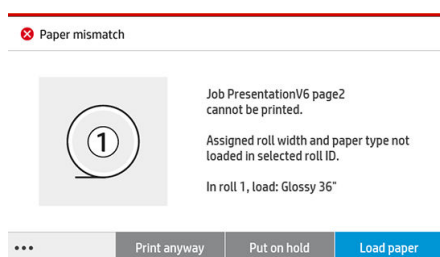 Paper mismatch
1
Job PresentationV6 page2
cannot be printed.
Assigned roll width and paper type not
loaded in selected roll ID.
In roll 1, load: Glossy 36"
Print anyway
Put on hold
Load paper